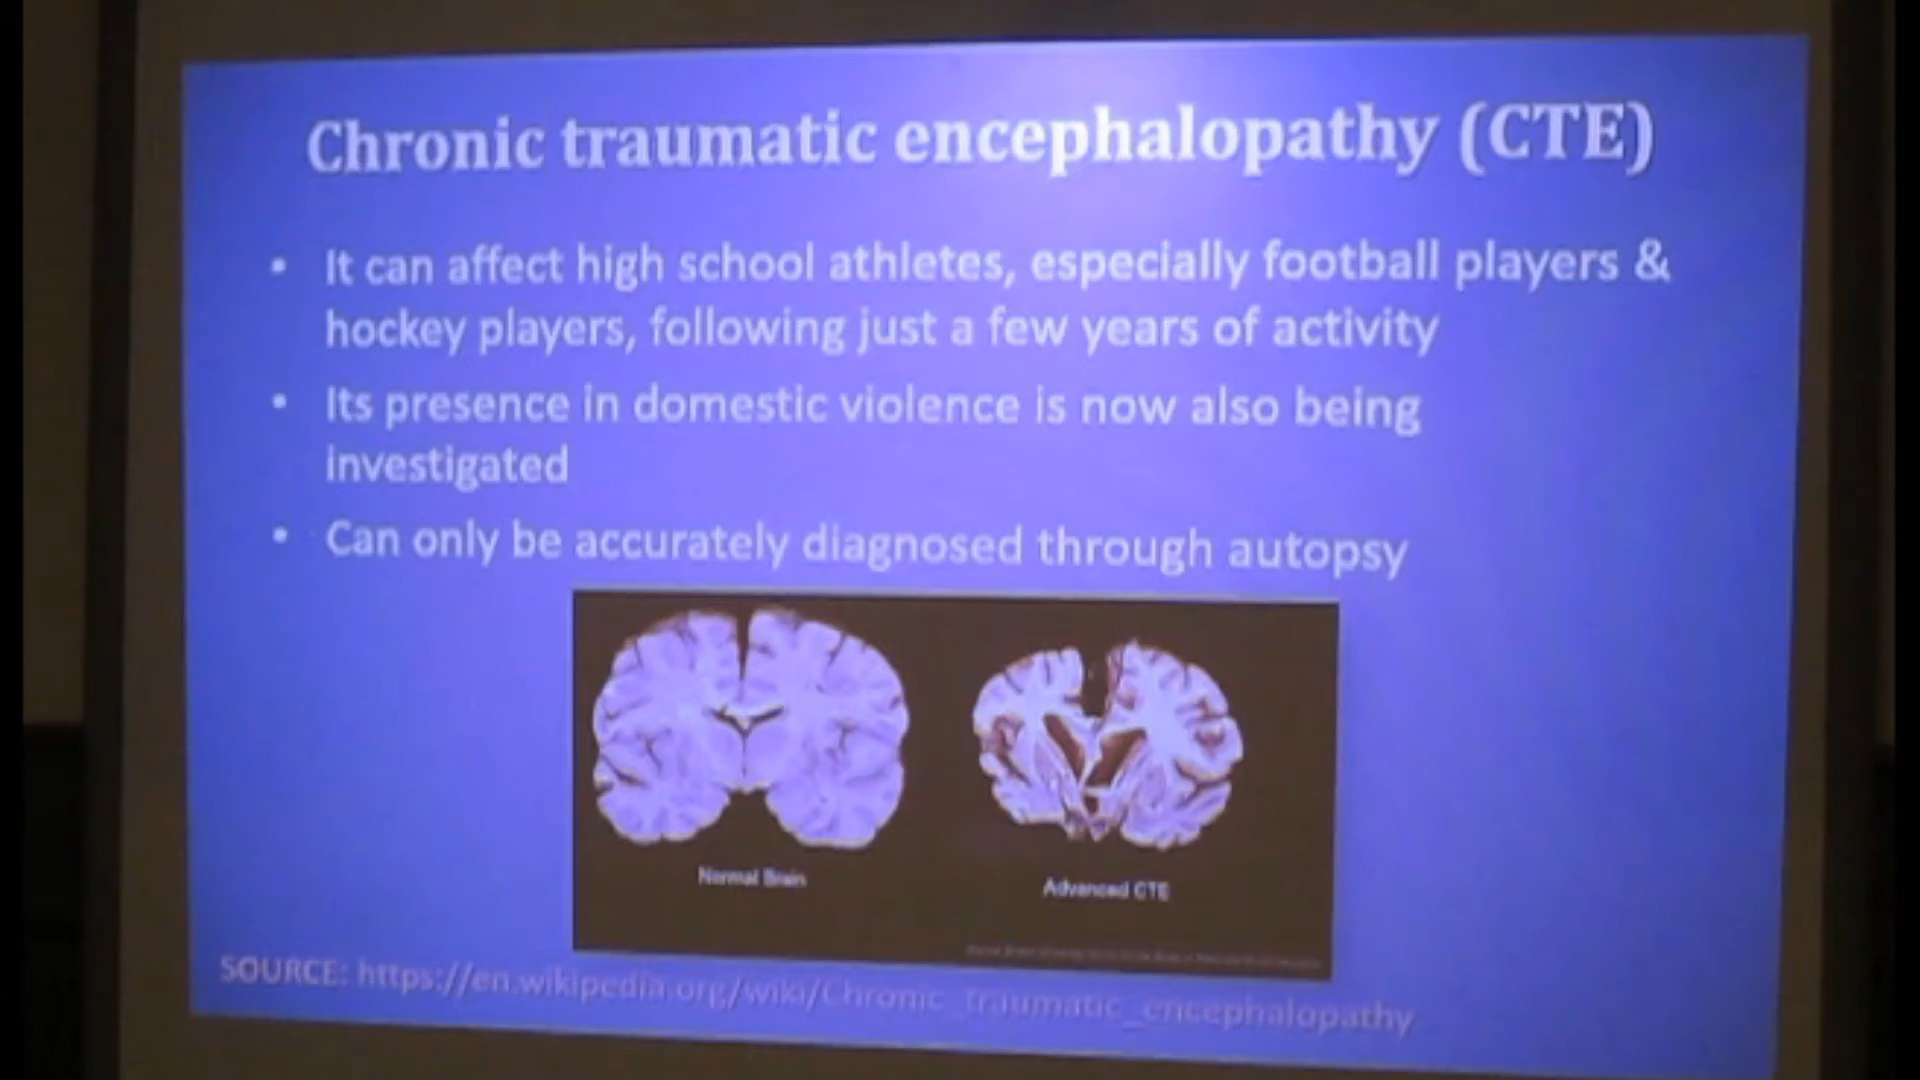 Chronic traumatic encephalopathy (CTE)
• It can affect high school athletes, especially football players &
hockey players, following just a few years of activity
• Its presence in domestic violence is now also being
investigated
• Can only be accurately diagnosed through autopsy
Normal Brain
Advanced CTE
SOURCE: https://en.wikipedia.org/wiki/Chronic_traumatic_encephalopathy